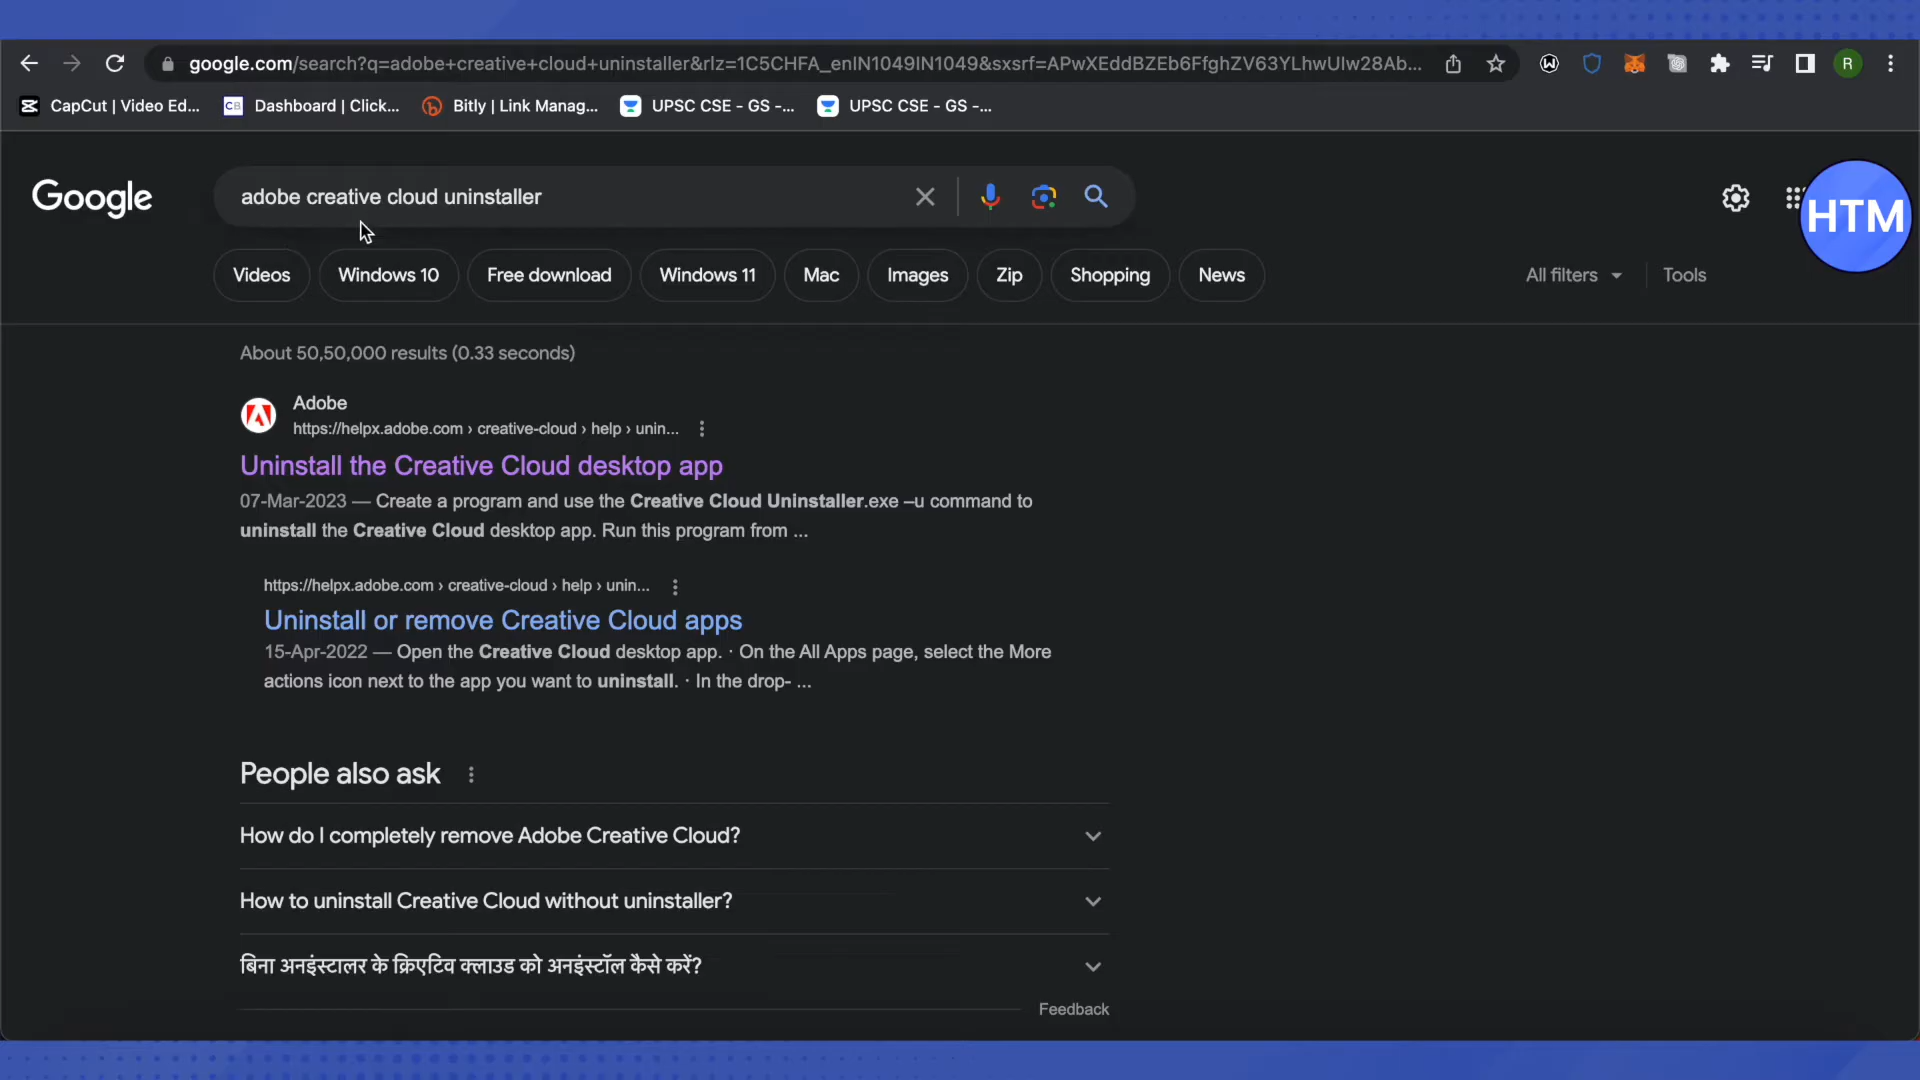 google.com/search?q=adobe+creative+cloud+uninstaller&rlz=1C5CHFA_enIN1049IN1049&sxsrf=APwXEddBZEb6FfghZV63YLhwUlw28Ab...
R
CapCut | Video Ed...
CB
Dashboard | Click...
Bitly | Link Manag...
UPSC CSE - GS -...
UPSC CSE - GS -...
Google
adobe creative cloud uninstaller
HTM
Videos
Windows 10
Free download
Windows 11
Mac
Images
Zip
Shopping
News
All filters
Tools
About 50,50,000 results (0.33 seconds)
Adobe
https://helpx.adobe.com › creative-cloud › help › unin...
Uninstall the Creative Cloud desktop app
07-Mar-2023 — Create a program and use the Creative Cloud Uninstaller.exe –u command to
uninstall the Creative Cloud desktop app. Run this program from ...
https://helpx.adobe.com › creative-cloud › help › unin...
Uninstall or remove Creative Cloud apps
15-Apr-2022 — Open the Creative Cloud desktop app. · On the All Apps page, select the More
actions icon next to the app you want to uninstall. · In the drop- ...
People also ask
How do I completely remove Adobe Creative Cloud?
How to uninstall Creative Cloud without uninstaller?
बिना अनइंस्टालर के क्रिएटिव क्लाउड को अनइंस्टॉल कैसे करें?
Feedback